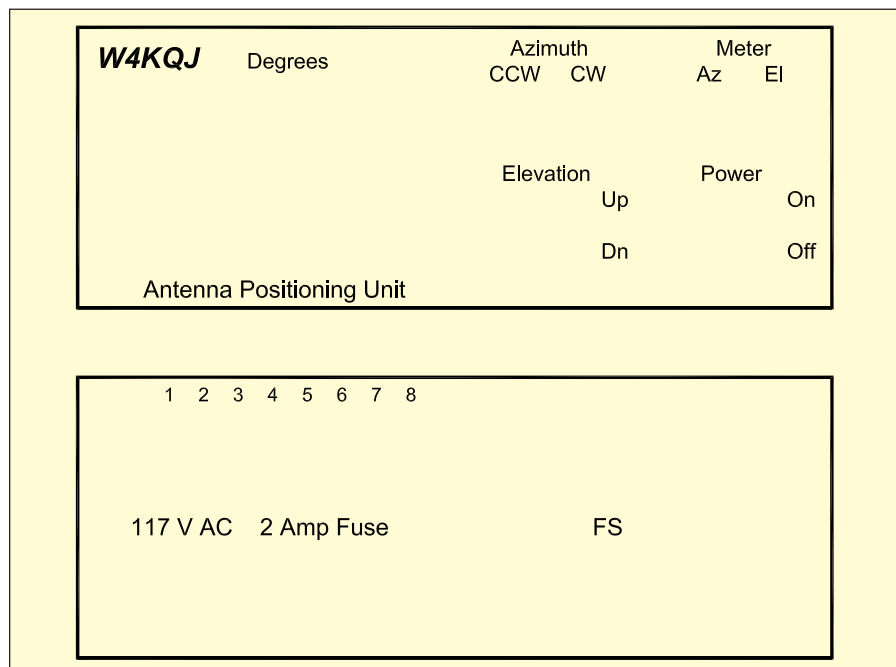 W4KQJ Degrees Azimuth Meter
CCW CW Az El
Elevation Power
Up On
Dn Off
Antenna Positioning Unit
1 2 3 4 5 6 7 8
117 V AC 2 Amp Fuse FS